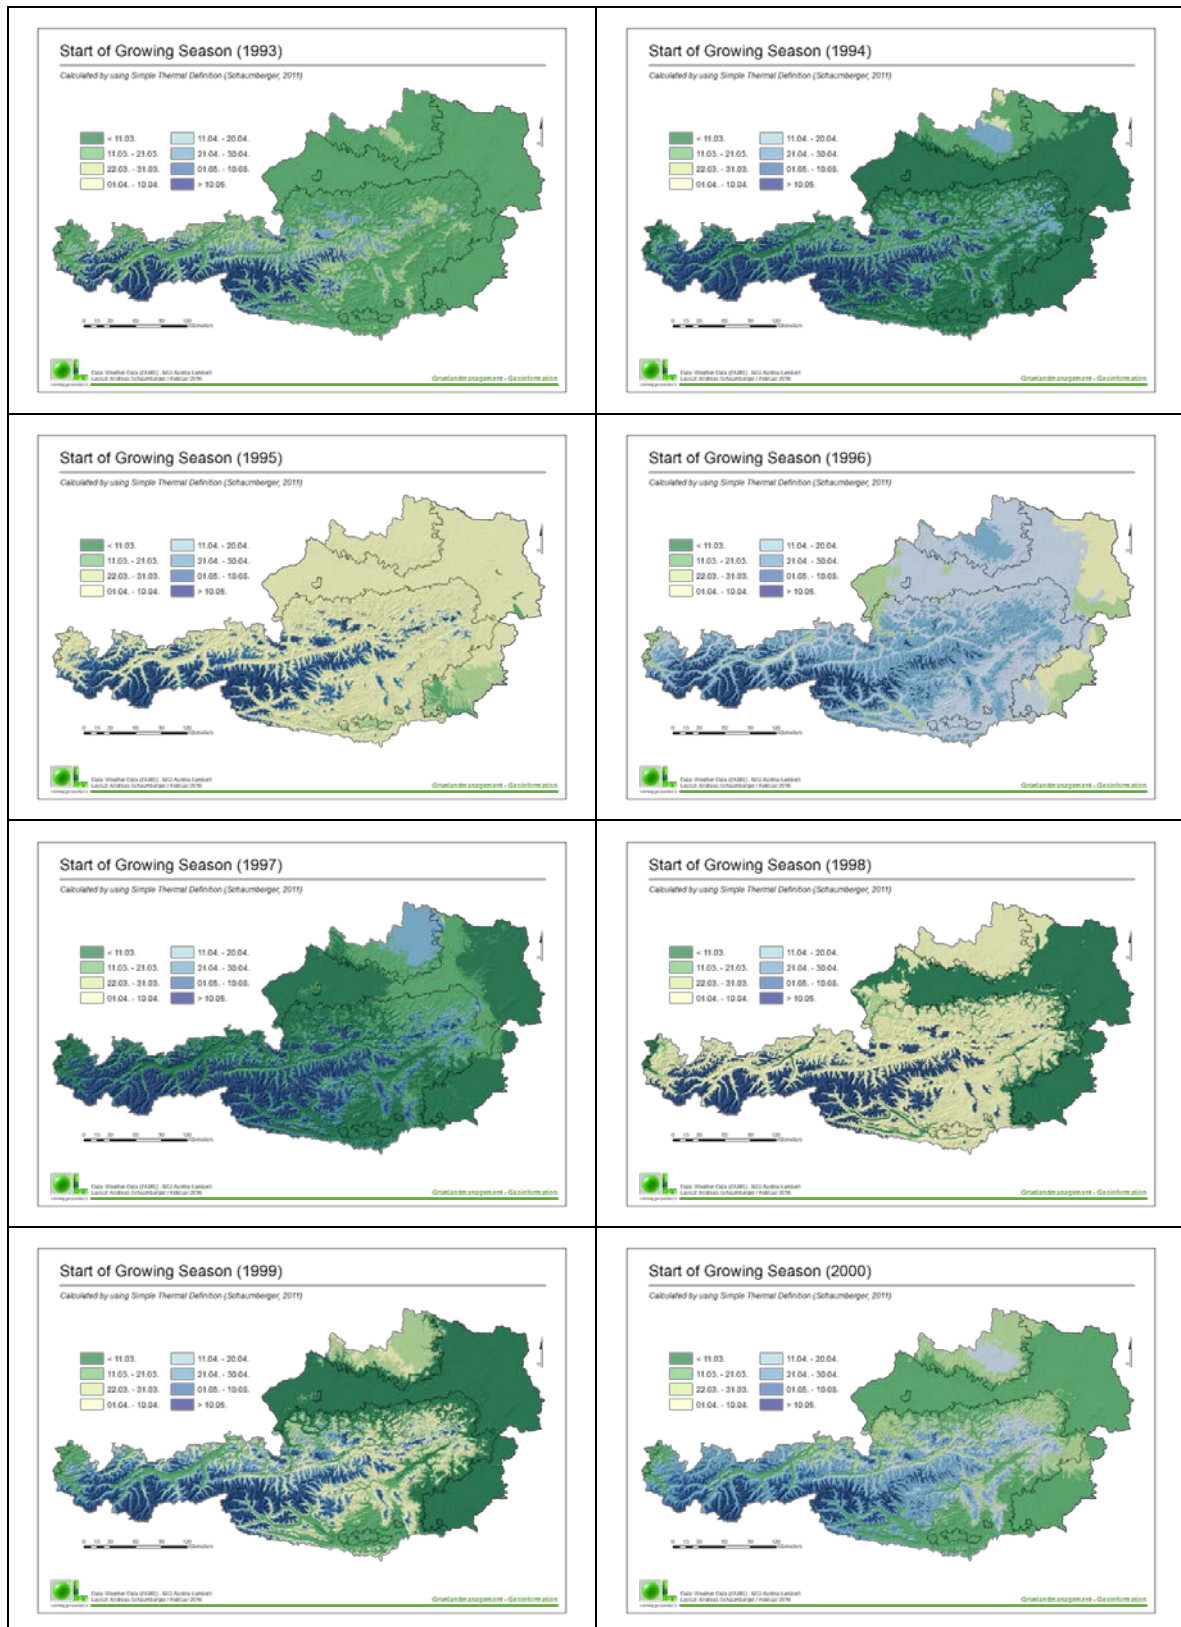 Start of Growing Season (1993)
Calculated by using Simple Thermal Definition (Schaumberger, 2011)
< 11.03. 11.04. - 20.04.
11.03. - 21.03. 21.04. - 30.04.
22.03. - 31.03. 01.05. - 10.05.
01.04. - 10.04. > 10.05.
Gruenlandmanagement - Geoinformation
Start of Growing Season (1994)
Calculated by using Simple Thermal Definition (Schaumberger, 2011)
< 11.03. 11.04. - 20.04.
11.03. - 21.03. 21.04. - 30.04.
22.03. - 31.03. 01.05. - 10.05.
01.04. - 10.04. > 10.05.
Gruenlandmanagement - Geoinformation
Start of Growing Season (1995)
Calculated by using Simple Thermal Definition (Schaumberger, 2011)
< 11.03. 11.04. - 20.04.
11.03. - 21.03. 21.04. - 30.04.
22.03. - 31.03. 01.05. - 10.05.
01.04. - 10.04. > 10.05.
Gruenlandmanagement - Geoinformation
Start of Growing Season (1996)
Calculated by using Simple Thermal Definition (Schaumberger, 2011)
< 11.03. 11.04. - 20.04.
11.03. - 21.03. 21.04. - 30.04.
22.03. - 31.03. 01.05. - 10.05.
01.04. - 10.04. > 10.05.
Gruenlandmanagement - Geoinformation
Start of Growing Season (1997)
Calculated by using Simple Thermal Definition (Schaumberger, 2011)
< 11.03. 11.04. - 20.04.
11.03. - 21.03. 21.04. - 30.04.
22.03. - 31.03. 01.05. - 10.05.
01.04. - 10.04. > 10.05.
Gruenlandmanagement - Geoinformation
Start of Growing Season (1998)
Calculated by using Simple Thermal Definition (Schaumberger, 2011)
< 11.03. 11.04. - 20.04.
11.03. - 21.03. 21.04. - 30.04.
22.03. - 31.03. 01.05. - 10.05.
01.04. - 10.04. > 10.05.
Gruenlandmanagement - Geoinformation
Start of Growing Season (1999)
Calculated by using Simple Thermal Definition (Schaumberger, 2011)
< 11.03. 11.04. - 20.04.
11.03. - 21.03. 21.04. - 30.04.
22.03. - 31.03. 01.05. - 10.05.
01.04. - 10.04. > 10.05.
Gruenlandmanagement - Geoinformation
Start of Growing Season (2000)
Calculated by using Simple Thermal Definition (Schaumberger, 2011)
< 11.03. 11.04. - 20.04.
11.03. - 21.03. 21.04. - 30.04.
22.03. - 31.03. 01.05. - 10.05.
01.04. - 10.04. > 10.05.
Gruenlandmanagement - Geoinformation